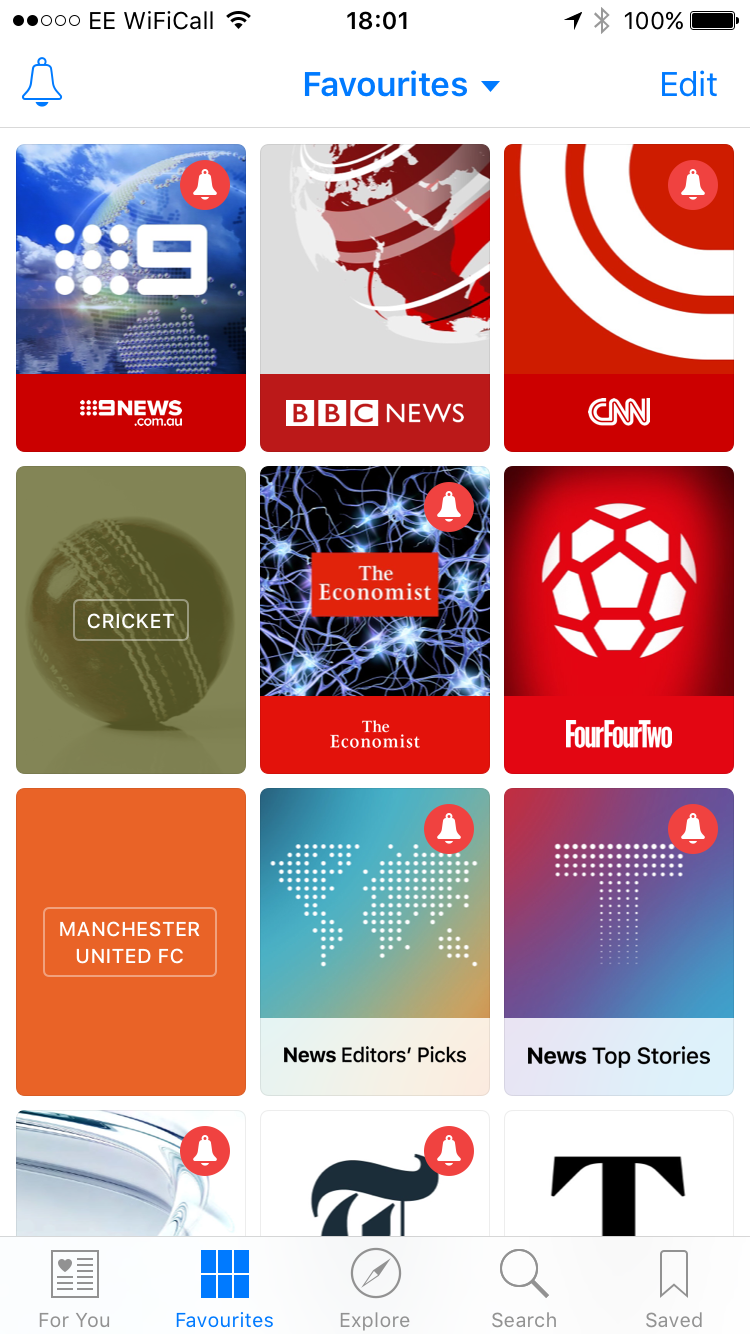 EE WiFiCall 18:01 100%
Favourites Edit
9
9NEWS
.com.au
BBC NEWS
CNN
CRICKET
The
Economist
The
Economist
FourFourTwo
MANCHESTER
UNITED FC
T
News Editors' Picks
News Top Stories
T
For You Favourites Explore Search Saved